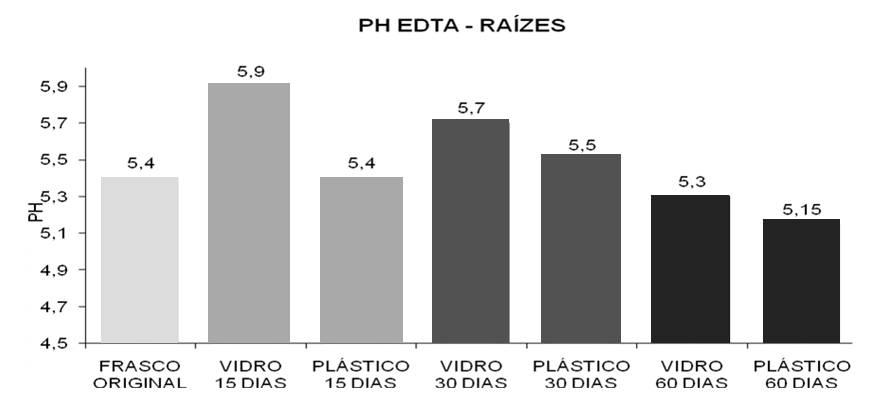 PH EDTA - RAÍZES
5,9
5,7
5,5
5,3
5,1
4,9
4,7
4,5
PH
5,4
5,9
5,4
5,7
5,5
5,3
5,15
FRASCO
ORIGINAL
VIDRO
15 DIAS
PLÁSTICO
15 DIAS
VIDRO
30 DIAS
PLÁSTICO
30 DIAS
VIDRO
60 DIAS
PLÁSTICO
60 DIAS